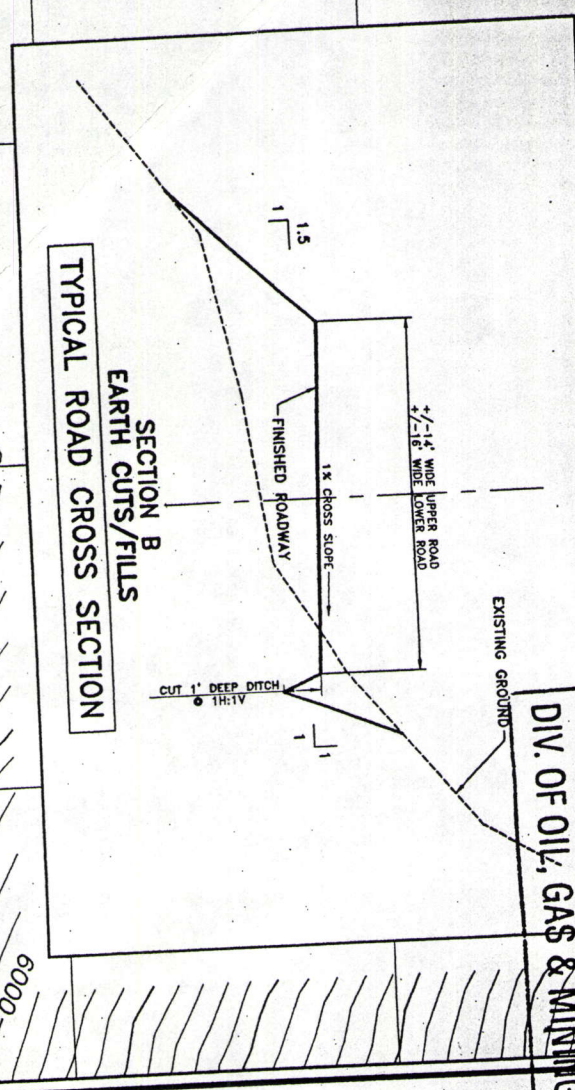 DIV. OF OIL, GAS & MINING
EXISTING GROUND
+/-14' WIDE UPPER ROAD
+/-16' WIDE LOWER ROAD
1% CROSS SLOPE
FINISHED ROADWAY
1.5
1
1
1
CUT 1' DEEP DITCH
@ 1H:1V
SECTION B
EARTH CUTS/FILLS
TYPICAL ROAD CROSS SECTION
6000